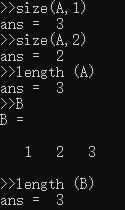 >>size(A,1)
ans =  3
>>size(A,2)
ans =  2
>>length (A)
ans =  3
>>B
B =
1  2  3
>>length (B)
ans =  3